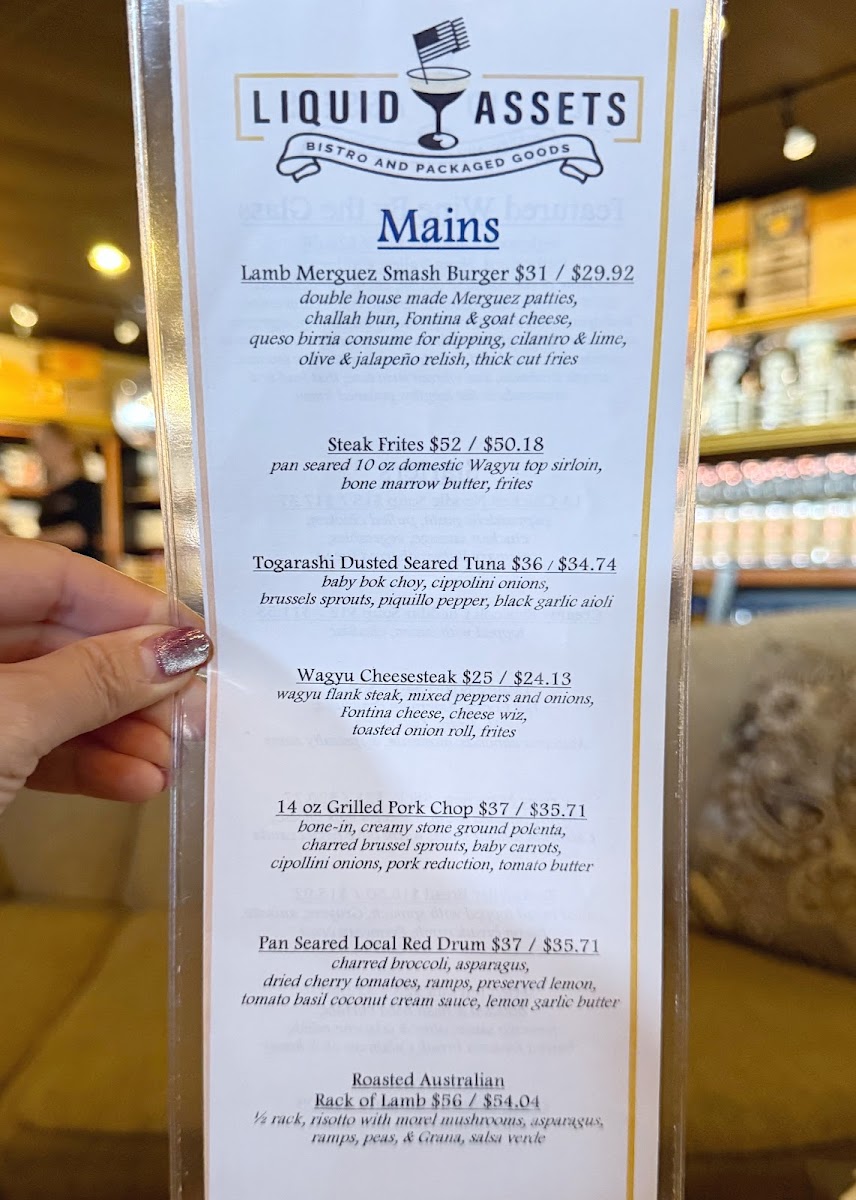 LIQUID ASSETS
BISTRO AND PACKAGED GOODS
Mains
Lamb Merguez Smash Burger $31 / $29.92
double house made Merguez patties,
challah bun, Fontina & goat cheese,
queso birria consume for dipping, cilantro & lime,
olive & jalapeño relish, thick cut fries
Steak Frites $52 / $50.18
pan seared 10 oz domestic Wagyu top sirloin,
bone marrow butter, frites
Togarashi Dusted Seared Tuna $36 / $34.74
baby bok choy, cippolini onions,
brussels sprouts, piquillo pepper, black garlic aioli
Wagyu Cheesesteak $25 / $24.13
wagyu flank steak, mixed peppers and onions,
Fontina cheese, cheese wiz,
toasted onion roll, frites
14 oz Grilled Pork Chop $37 / $35.71
bone-in, creamy stone ground polenta,
charred brussel sprouts, baby carrots,
cipollini onions, pork reduction, tomato butter
Pan Seared Local Red Drum $37 / $35.71
charred broccoli, asparagus,
dried cherry tomatoes, ramps, preserved lemon,
tomato basil coconut cream sauce, lemon garlic butter
Roasted Australian
Rack of Lamb $56 / $54.04
½ rack, risotto with morel mushrooms, asparagus,
ramps, peas, & Grana, salsa verde